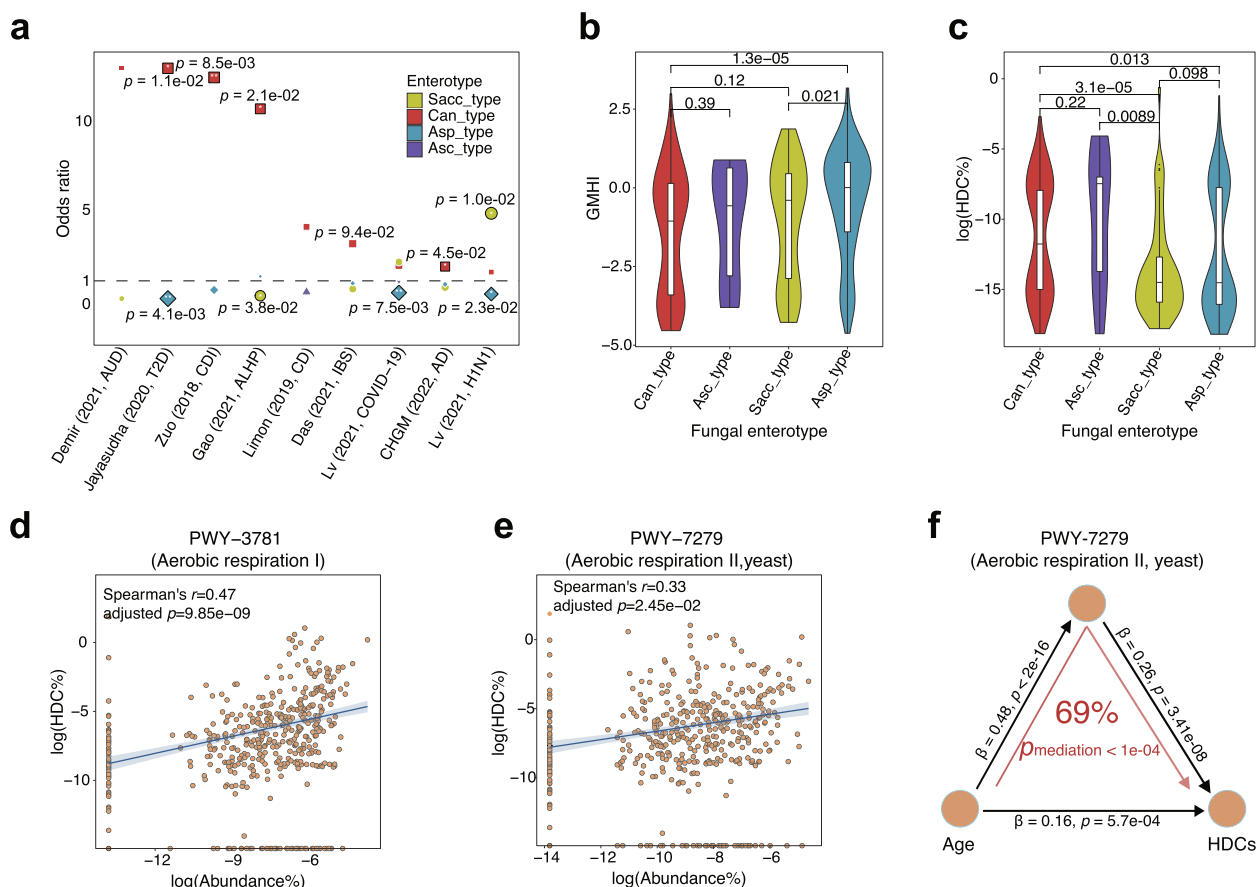 a
p = 8.5e−03
p = 1.1e−02
p = 2.1e−02
Enterotype
Sacc_type
Can_type
Asp_type
Asc_type
10
5
1
0
Odds ratio
p = 1.0e−02
p = 9.4e−02
p = 4.5e−02
p = 4.1e−03
p = 3.8e−02
p = 7.5e−03
p = 2.3e−02
Demir (2021, AUD)
Jayasudha (2020, T2D)
Zuo (2018, CDI)
Gao (2021, ALHP)
Limon (2019, CD)
Das (2021, IBS)
Lv (2021, COVID−19)
CHGM (2022, AD)
Lv (2021, H1N1)
b
1.3e−05
0.12
0.39
0.021
2.5
0.0
−2.5
−5.0
GMHI
Can_type
Asc_type
Sacc_type
Asp_type
Fungal enterotype
c
0.013
0.098
3.1e−05
0.22
0.0089
0
−5
−10
−15
log(HDC%)
Can_type
Asc_type
Sacc_type
Asp_type
Fungal enterotype
d
PWY−3781
(Aerobic respiration I)
Spearman's r=0.47
adjusted p=9.85e−09
0
−5
−10
log(HDC%)
−12
−9
−6
log(Abundance%)
e
PWY−7279
(Aerobic respiration II,yeast)
Spearman's r=0.33
adjusted p=2.45e−02
0
−5
−10
log(HDC%)
−14
−12
−10
−8
−6
log(Abundance%)
f
PWY-7279
(Aerobic respiration II, yeast)
β = 0.48, p < 2e-16
β = 0.26, p = 3.41e-08
69%
pmediation < 1e-04
β = 0.16, p = 5.7e-04
Age
HDCs